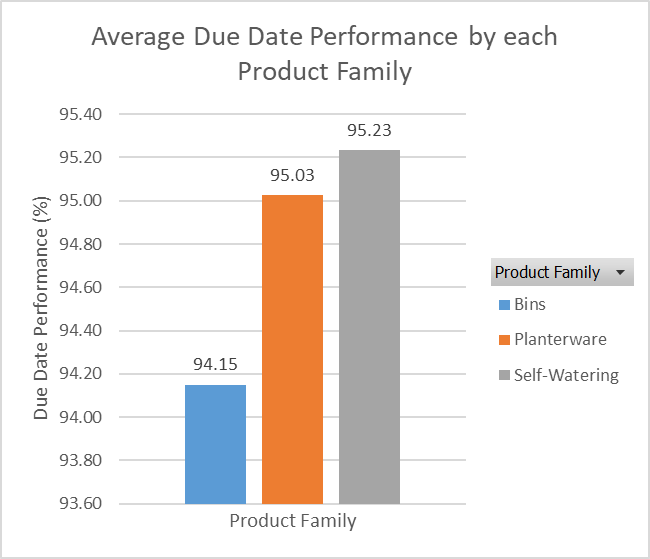 Average Due Date Performance by each
Product Family
Due Date Performance (%)
95.40
95.20
95.00
94.80
94.60
94.40
94.20
94.00
93.80
93.60
94.15
95.03
95.23
Product Family
Product Family
Bins
Planterware
Self-Watering